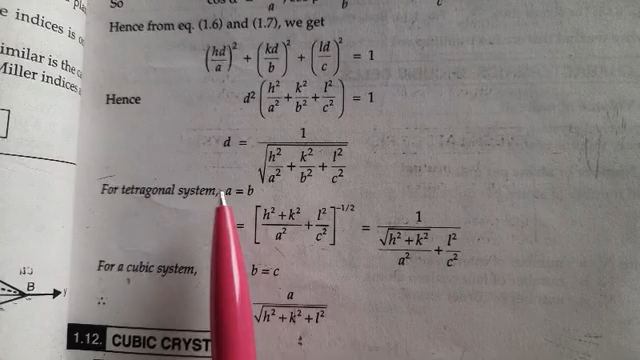 So cos
a b c
e indices is
Hence from eq. (1.6) and (1.7), we get
imilar is the
Miller indices
(hd/a)² + (kd/b)² + (ld/c)² = 1
Hence d² (h²/a² + k²/b² + l²/c²) = 1
d = 1/√(h²/a² + k²/b² + l²/c²)
For tetragonal system, a = b
= [(h² + k²)/a² + l²/c²]^(-1/2) = 1/(√(h² + k²)/a² + l²/c²)
For a cubic system, b = c
∴ a/√(h² + k² + l²)
B y
1.12. CUBIC CRYST